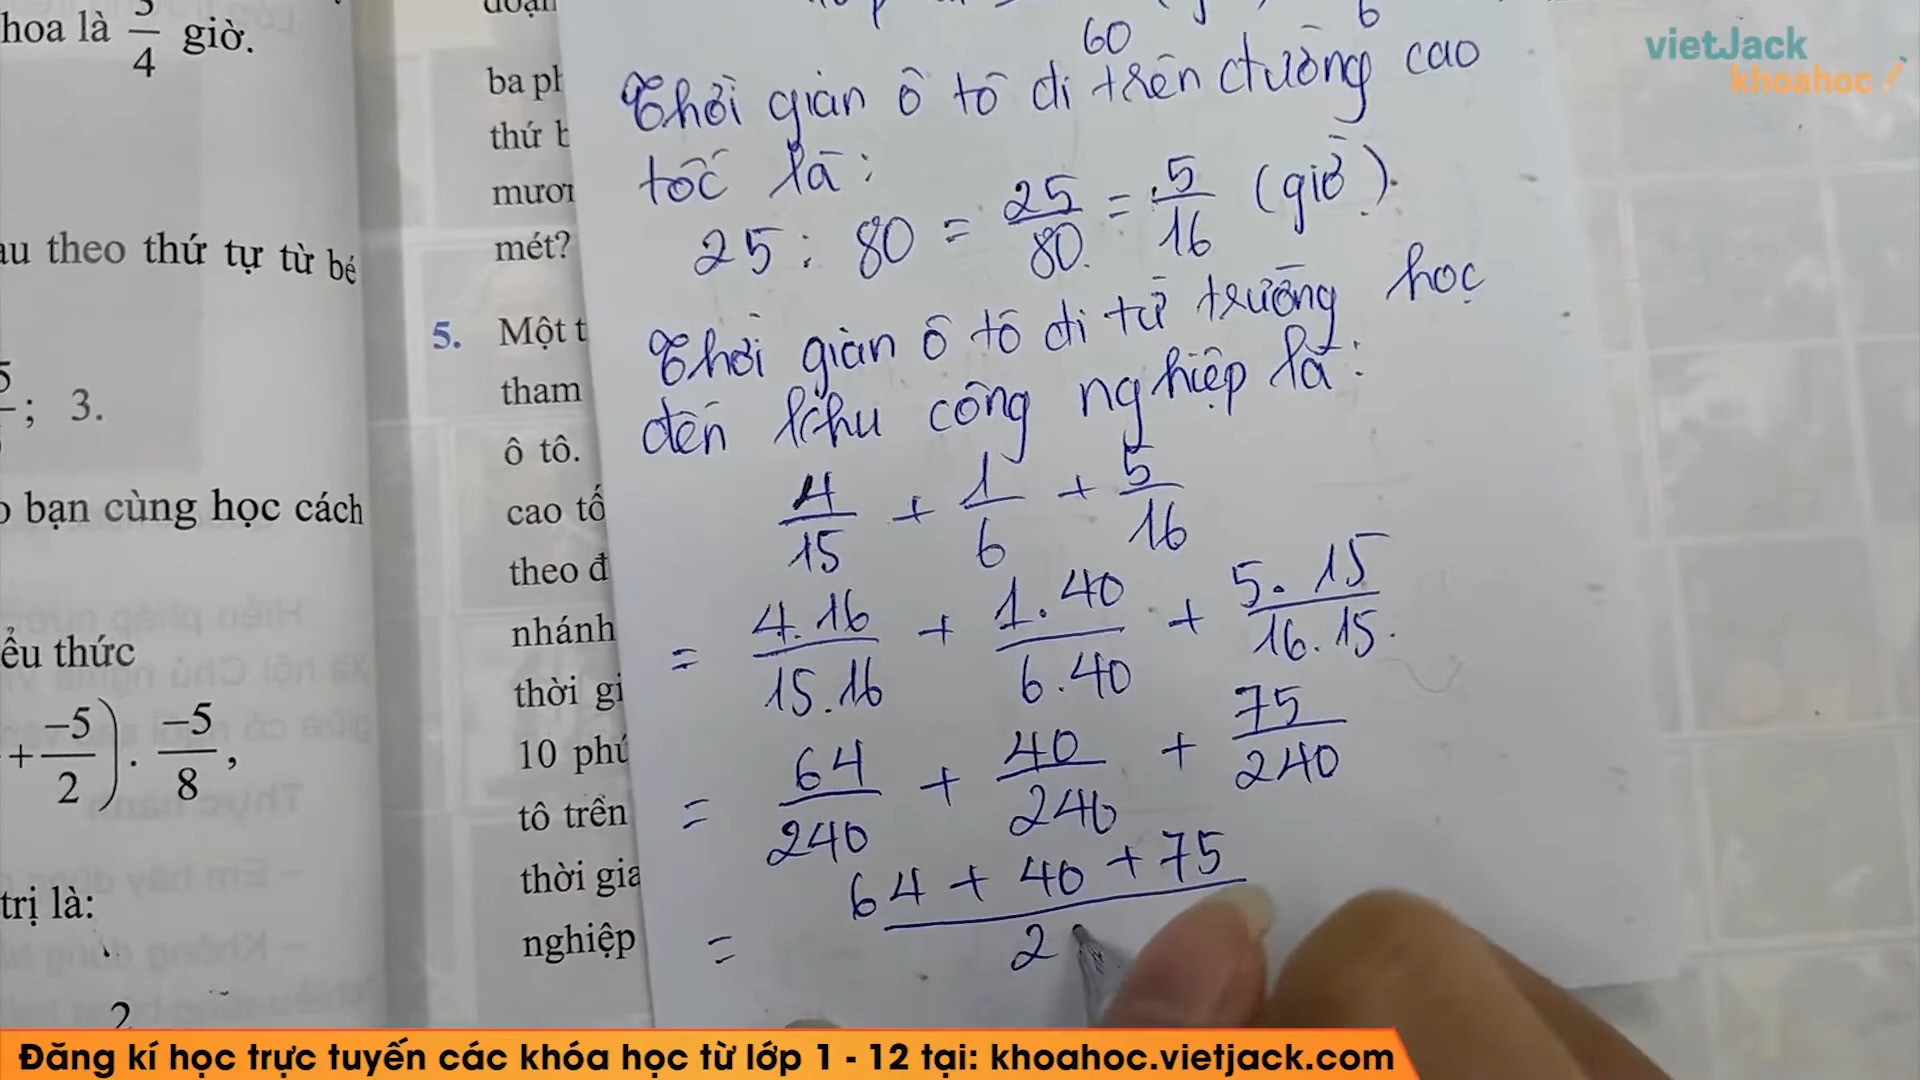 hoa là 3/4 giờ.
au theo thứ tự từ bé
; 3.
bạn cùng học cách
ểu thức
+ -5/2) . -5/8 ,
trị là:
2
đoạn
ba ph
thứ b
mươi
mét?
5. Một t
tham
ô tô.
cao tố
theo đ
nhánh
thời gi
10 phú
tô trên
thời gia
nghiệp
60 6
Thời gian ô tô đi trên đường cao
tốc là:
25 : 80 = 25/80 = 5/16 (giờ).
Thời gian ô tô đi từ trường học
đến khu công nghiệp là:
4/15 + 1/6 + 5/16
= 4.16/15.16 + 1.40/6.40 + 5.15/16.15
= 64/240 + 40/240 + 75/240
= 64 + 40 + 75/2
vietJack
khoahoc
Đăng kí học trực tuyến các khóa học từ lớp 1 - 12 tại: khoahoc.vietjack.com